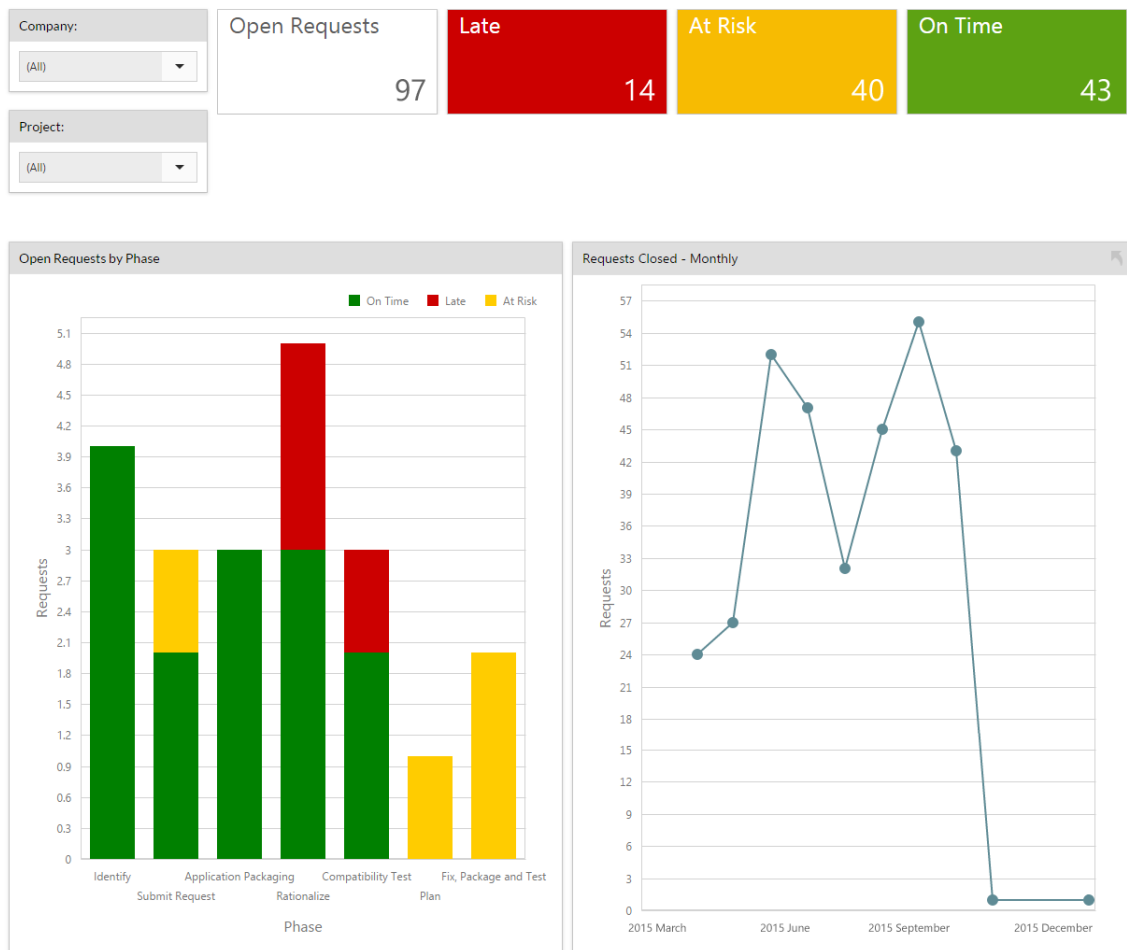 Company:
(All)
Project:
(All)
Open Requests
97
Late
14
At Risk
40
On Time
43
Open Requests by Phase
On Time Late At Risk
5.1
4.8
4.5
4.2
3.9
3.6
3.3
3
2.7
2.4
2.1
1.8
1.5
1.2
0.9
0.6
0.3
0
Requests
Identify Application Packaging Compatibility Test Fix, Package and Test
Submit Request Rationalize Plan
Phase
Requests Closed - Monthly
57
54
51
48
45
42
39
36
33
30
27
24
21
18
15
12
9
6
3
0
Requests
2015 March 2015 June 2015 September 2015 December